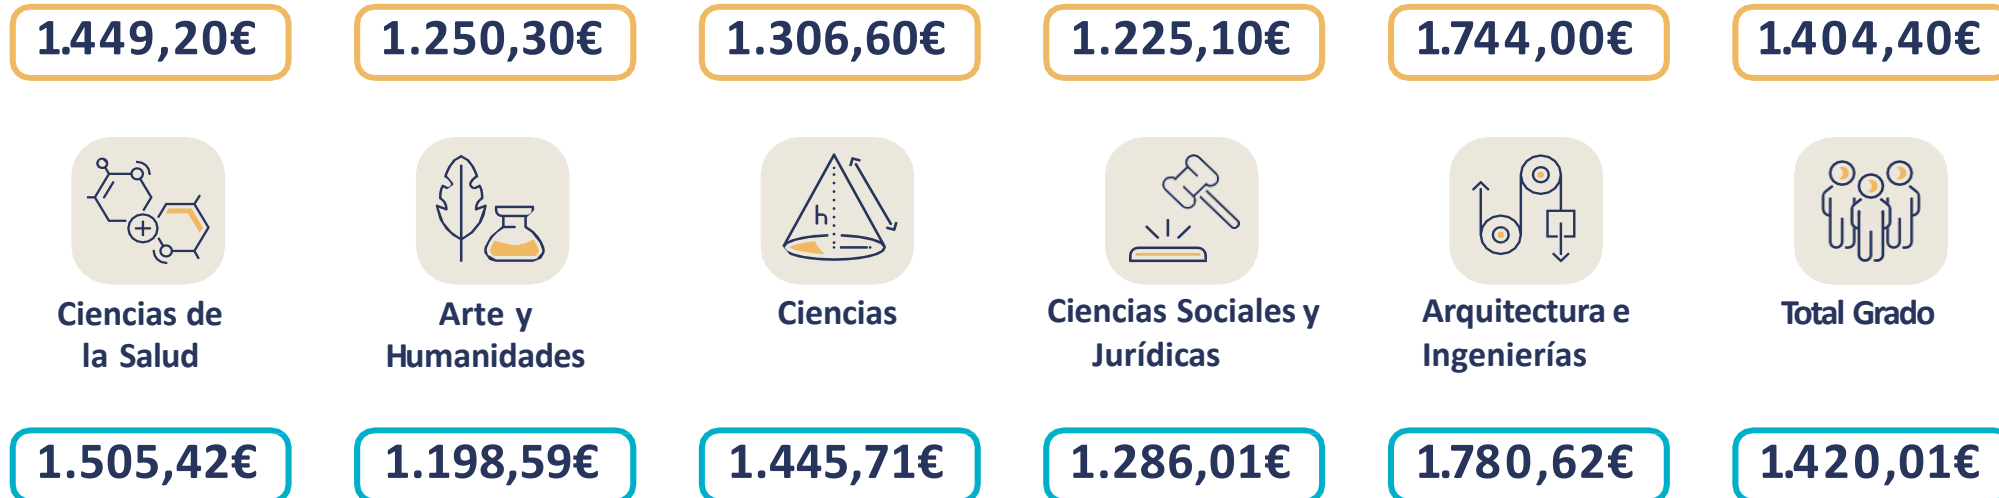 1.449,20€ 1.250,30€ 1.306,60€ 1.225,10€ 1.744,00€ 1.404,40€
h
Ciencias de
la Salud
Arte y
Humanidades
Ciencias
Ciencias Sociales y
Jurídicas
Arquitectura e
Ingenierías
Total Grado
1.505,42€ 1.198,59€ 1.445,71€ 1.286,01€ 1.780,62€ 1.420,01€